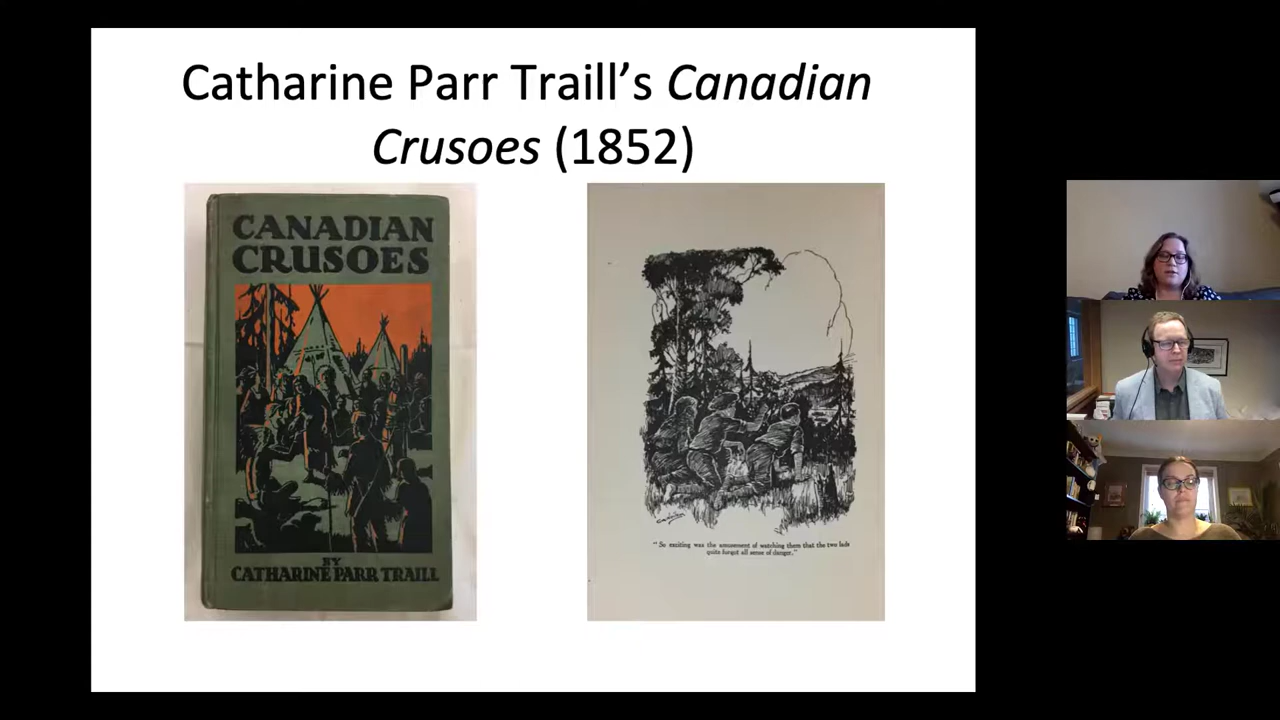 Catharine Parr Traill’s Canadian
Crusoes (1852)
CANADIAN
CRUSOES
BY
CATHARINE PARR TRAILL
"So exciting was the amusement of watching them that the two lads
quite forgot all sense of danger."